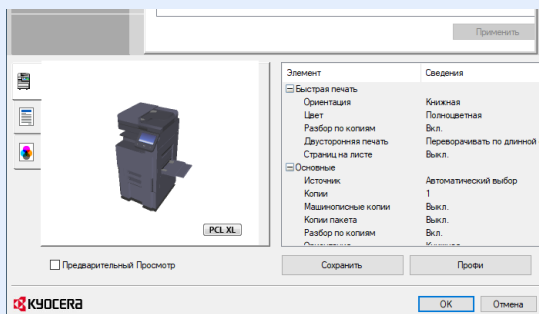 Применить
Элемент Сведения
Быстрая печать
Ориентация Книжная
Цвет Полноцветная
Разбор по копиям Вкл.
Двусторонняя печать Переворачивать по длинной
Страниц на листе Выкл.
Основные
Источник Автоматический выбор
Копии 1
Машинописные копии Выкл.
Копии пакета Выкл.
Разбор по копиям Вкл.
PCL XL
Предварительный Просмотр
Сохранить Профи
KYOCERA
OK Отмена